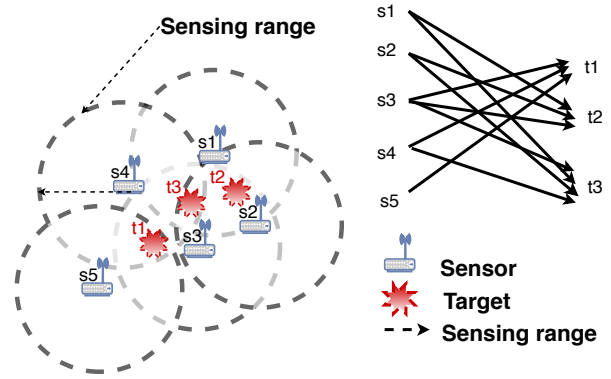 Sensing range
s1
s4
t3
t2
s2
t1
s3
s5
s1
s2
s3
s4
s5
t1
t2
t3
Sensor
Target
Sensing range